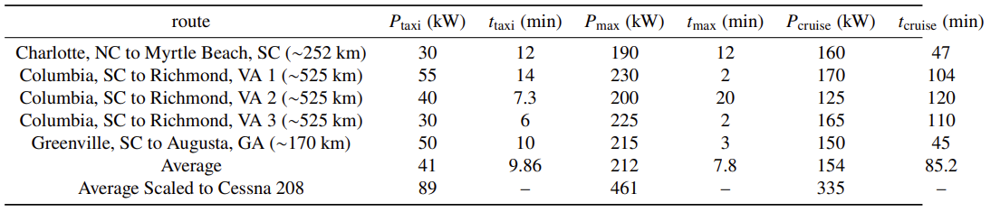 route P_taxi (kW) t_taxi (min) P_max (kW) t_max (min) P_cruise (kW) t_cruise (min)
Charlotte, NC to Myrtle Beach, SC (~252 km) 30 12 190 12 160 47
Columbia, SC to Richmond, VA 1 (~525 km) 55 14 230 2 170 104
Columbia, SC to Richmond, VA 2 (~525 km) 40 7.3 200 20 125 120
Columbia, SC to Richmond, VA 3 (~525 km) 30 6 225 2 165 110
Greenville, SC to Augusta, GA (~170 km) 50 10 215 3 150 45
Average 41 9.86 212 7.8 154 85.2
Average Scaled to Cessna 208 89 – 461 – 335 –